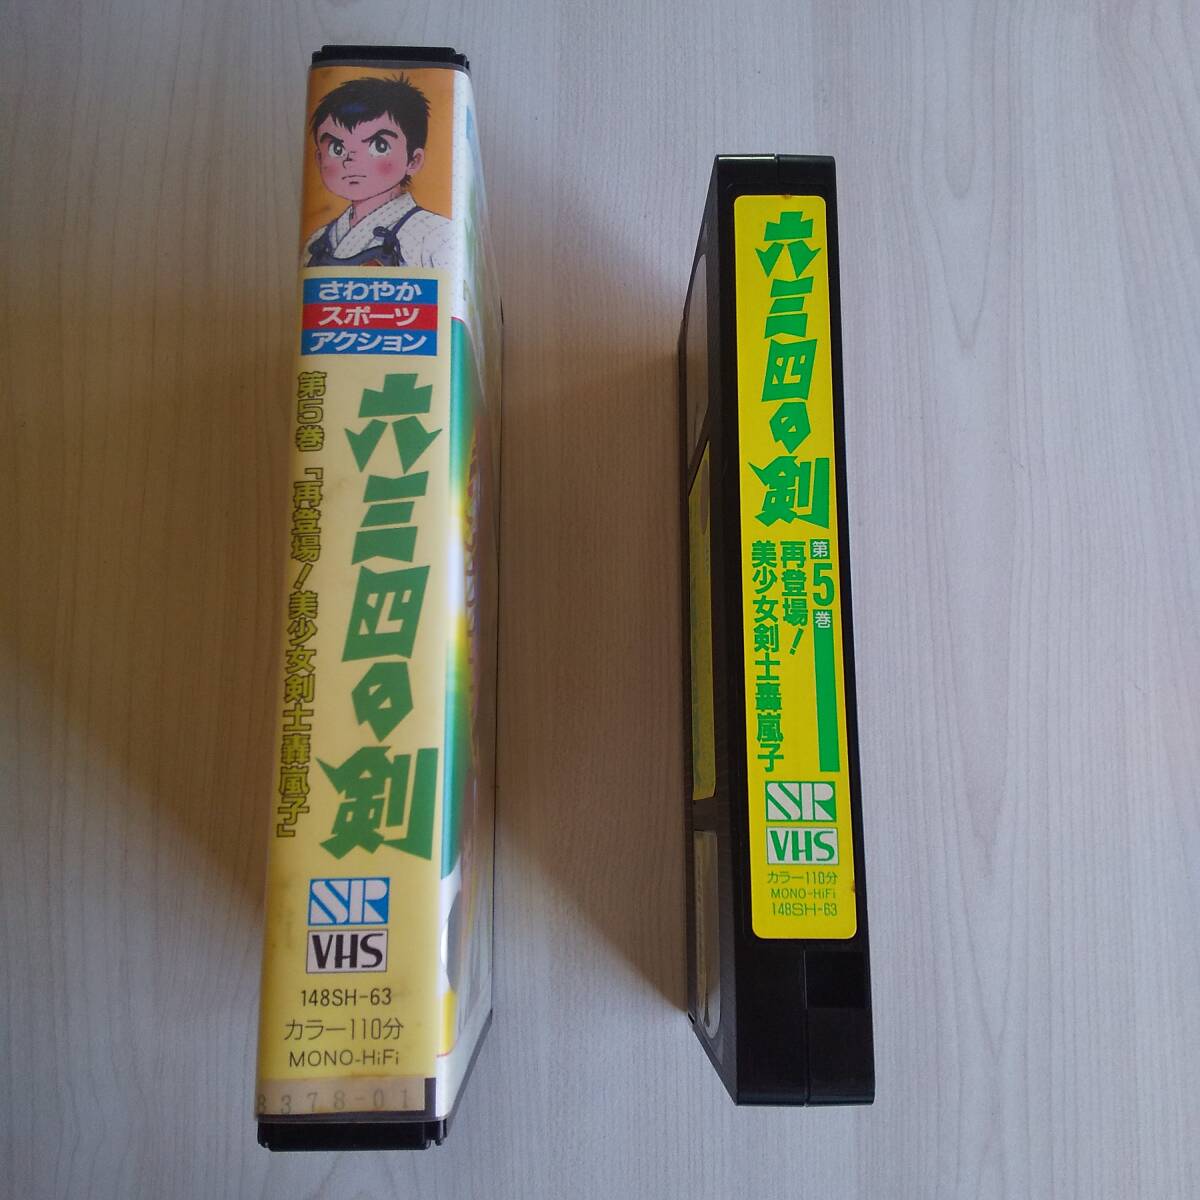 さわやか
スポーツ
アクション
六三四の剣
第5巻「再登場!美少女剣士轟嵐子」
SR
VHS
148SH-63
カラー110分
MONO-HiFi
8378-01
六三四の剣
第5巻
再登場!
美少女剣士轟嵐子
SR
VHS
カラー110分
MONO-HiFi
148SH-63